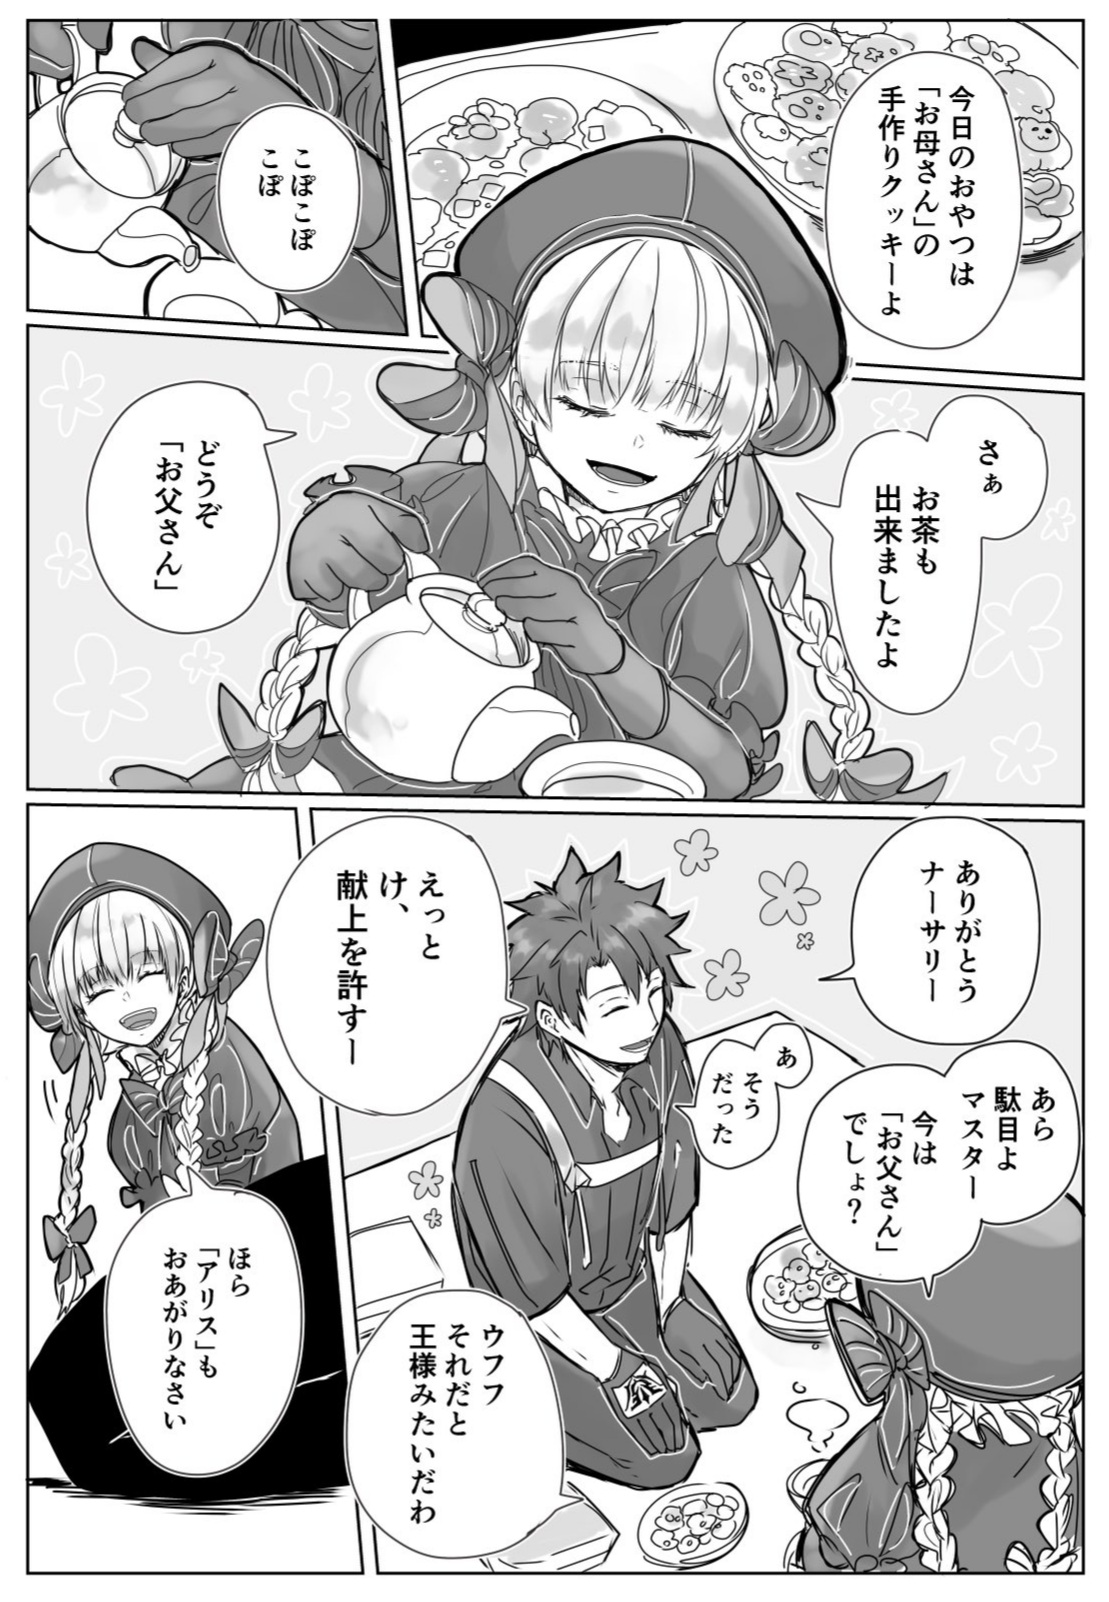 今日のおやつは
「お母さん」の
手作りクッキーよ
こぽこぽ
こぽ
さぁ
お茶も
出来ましたよ
どうぞ
「お父さん」
ありがとう
ナーサリー
あら
駄目よ
マスター
今は
「お父さん」
でしょ？
あ
そう
だった
えっと
け、
献上を許すー
ウフフ
それだと
王様みたいだわ
ほら
「アリス」も
おあがりなさい